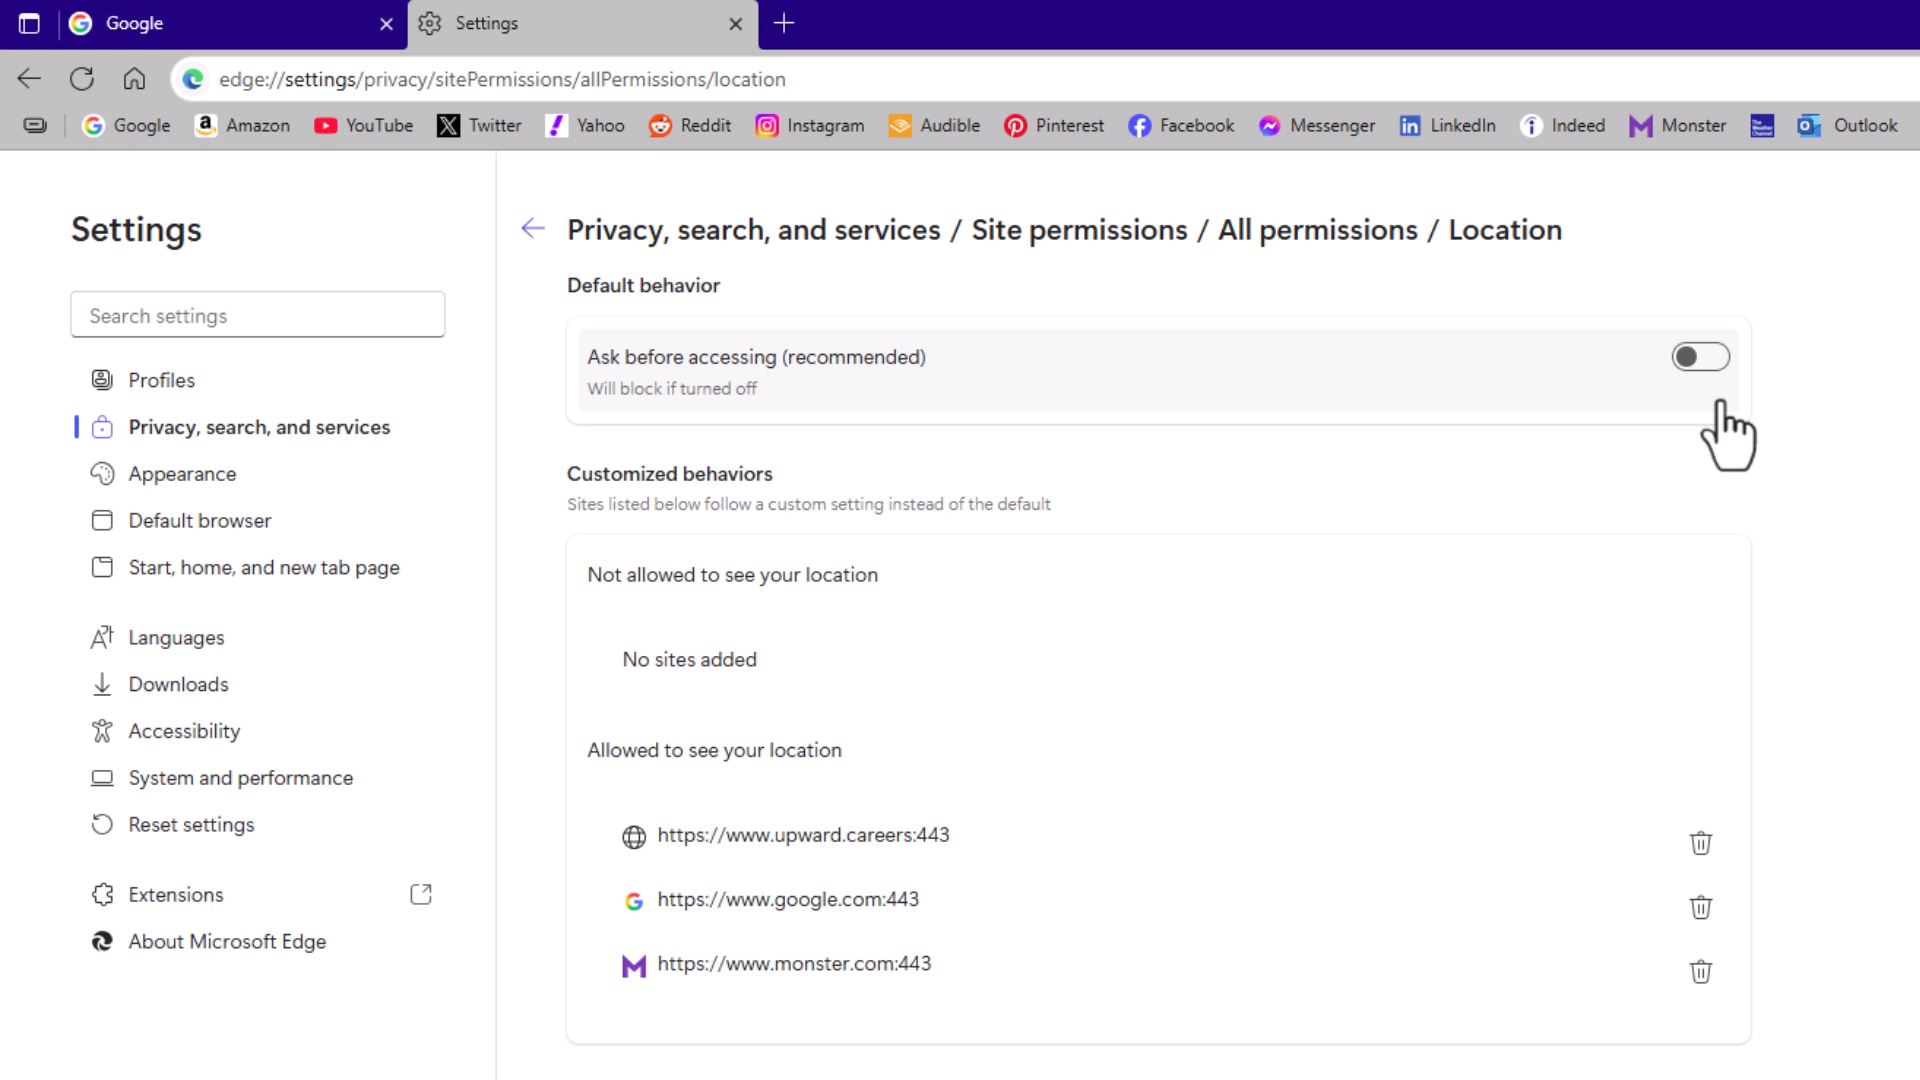 Google
Settings
edge://settings/privacy/sitePermissions/allPermissions/location
Google Amazon YouTube Twitter Yahoo Reddit Instagram Audible Pinterest Facebook Messenger LinkedIn Indeed Monster Outlook
Settings
Search settings
Profiles
Privacy, search, and services
Appearance
Default browser
Start, home, and new tab page
Languages
Downloads
Accessibility
System and performance
Reset settings
Extensions
About Microsoft Edge
Privacy, search, and services / Site permissions / All permissions / Location
Default behavior
Ask before accessing (recommended)
Will block if turned off
Customized behaviors
Sites listed below follow a custom setting instead of the default
Not allowed to see your location
No sites added
Allowed to see your location
https://www.upward.careers:443
https://www.google.com:443
https://www.monster.com:443